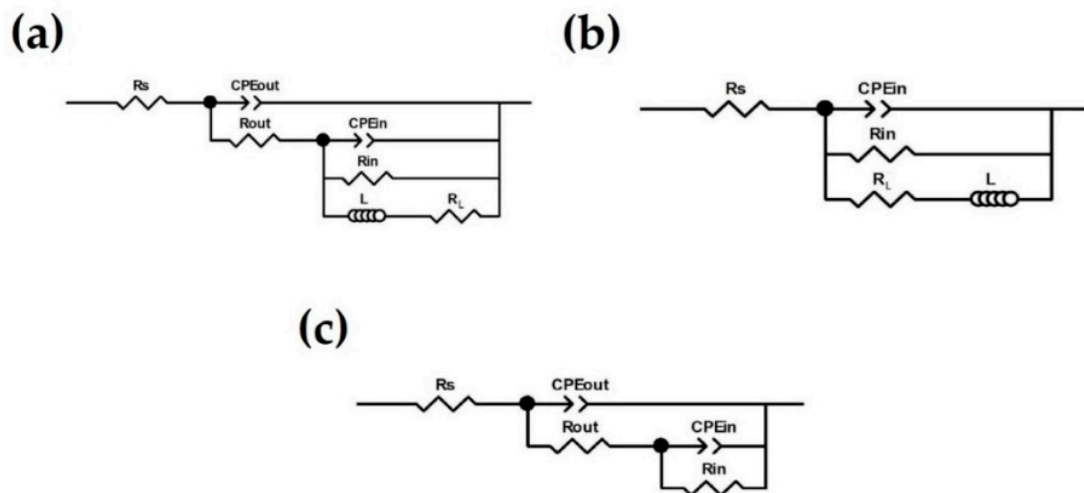 (a)
Rs
CPEout
Rout
CPEin
Rin
L
RL
(b)
Rs
CPEin
Rin
RL
L
(c)
Rs
CPEout
Rout
CPEin
Rin